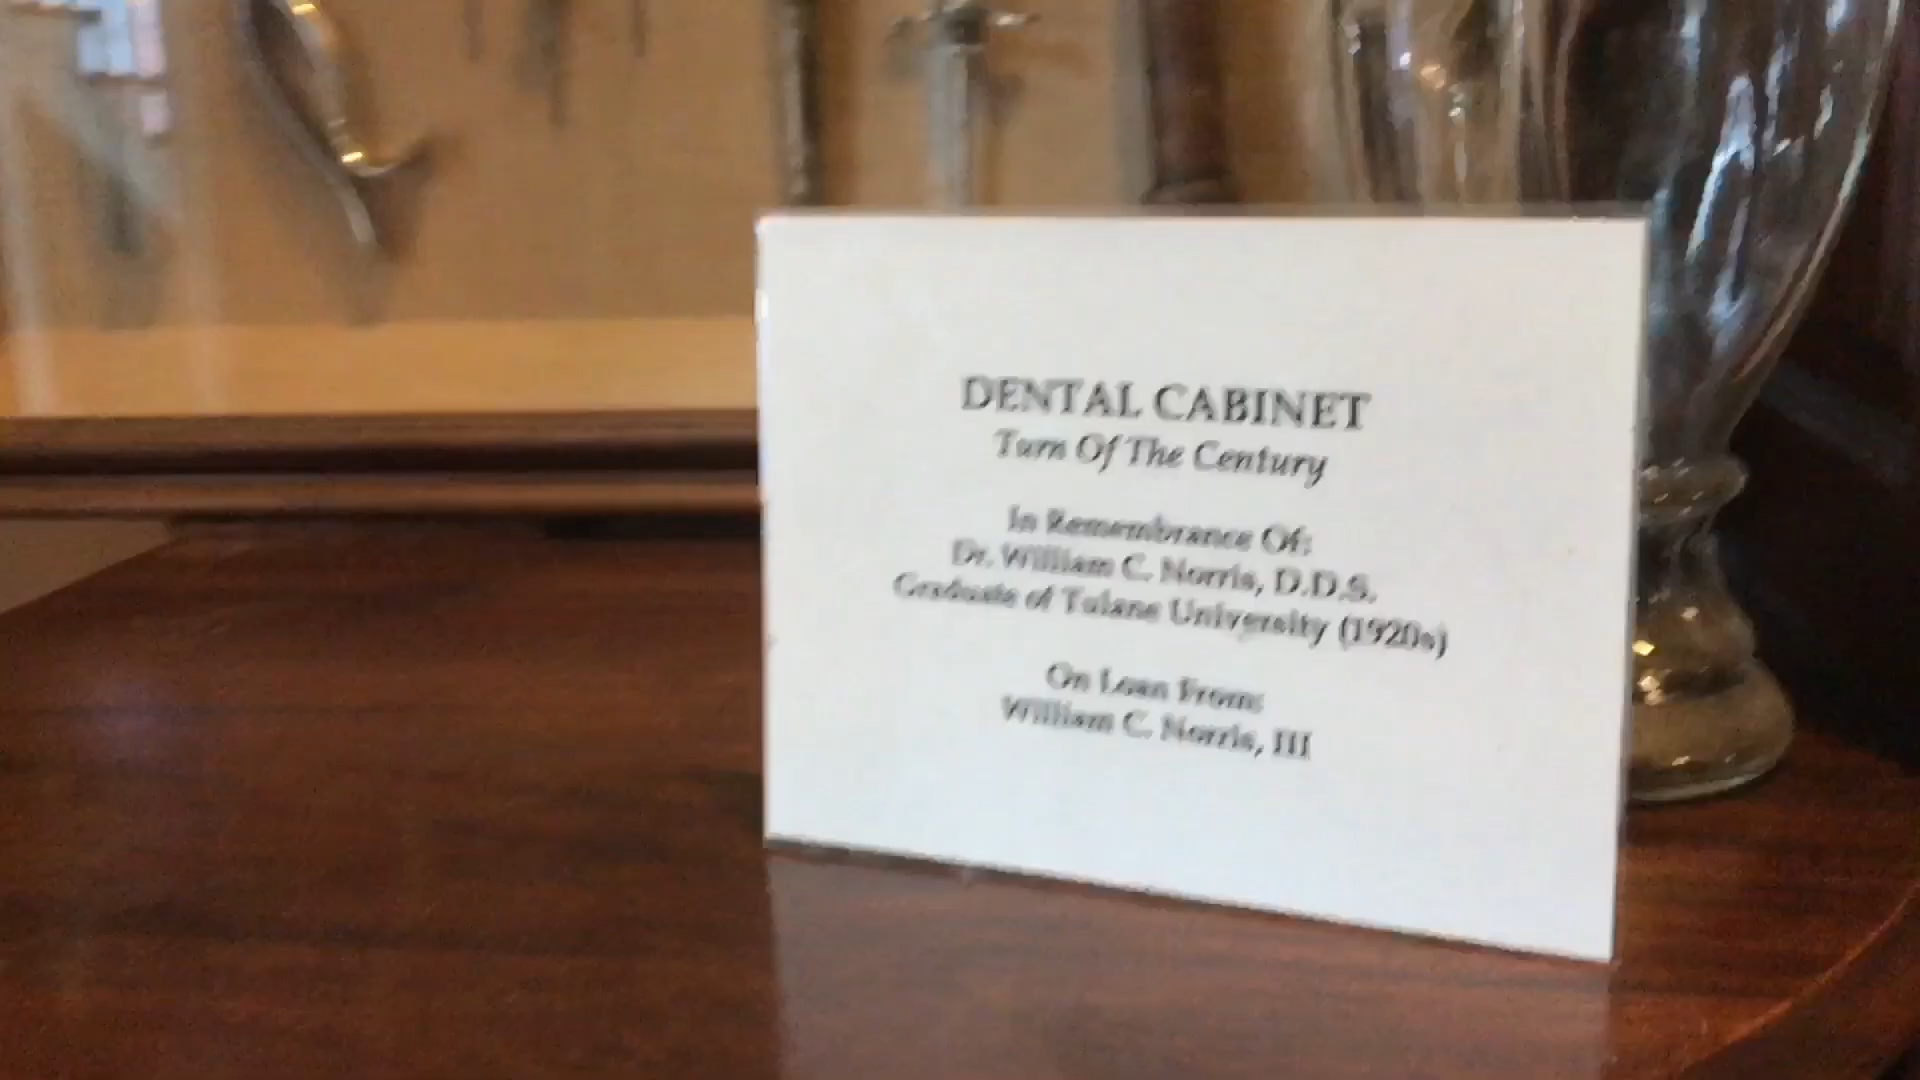 DENTAL CABINET
Turn Of The Century
In Remembrance Of:
Dr. William C. Norris, D.D.S.
Graduate of Tulane University (1920s)
On Loan From:
William C. Norris, III